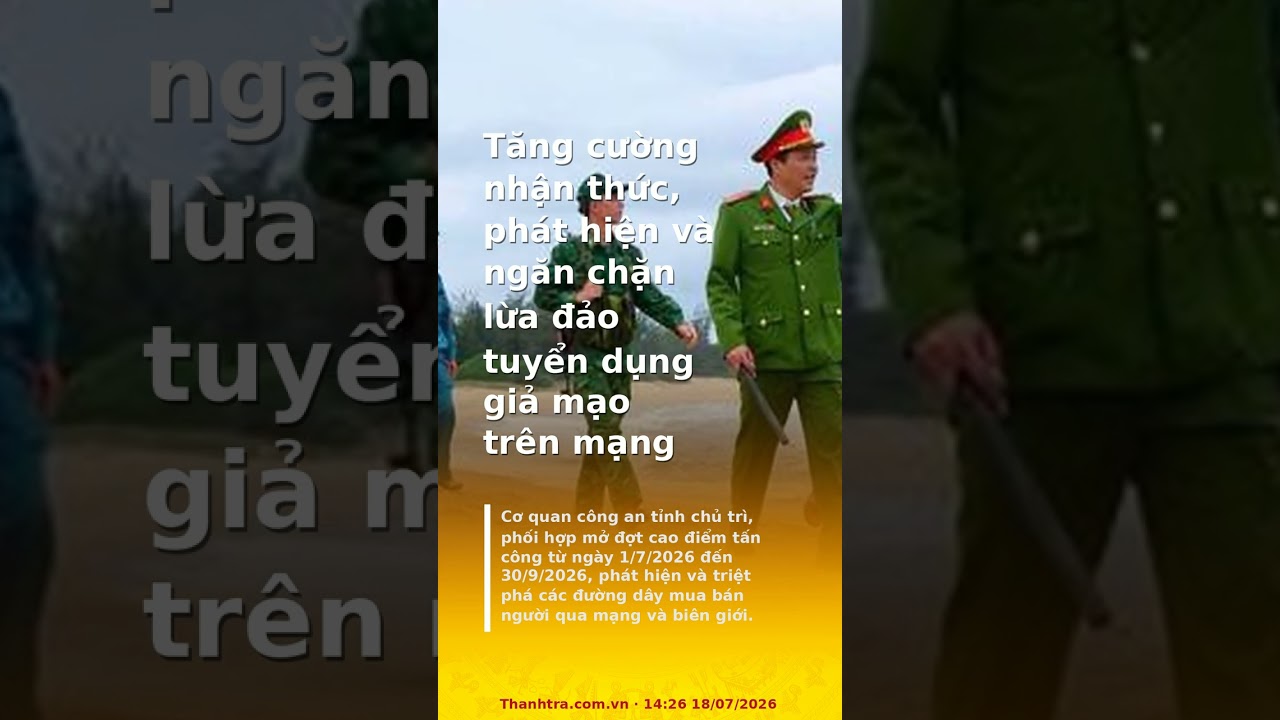 Tăng cường
nhận thức,
phát hiện và
ngăn chặn
lừa đảo
tuyển dụng
giả mạo
trên mạng
Cơ quan công an tỉnh chủ trì,
phối hợp mở đợt cao điểm tấn
công từ ngày 1/7/2026 đến
30/9/2026, phát hiện và triệt
phá các đường dây mua bán
người qua mạng và biên giới.
Thanhtra.com.vn · 14:26 18/07/2026